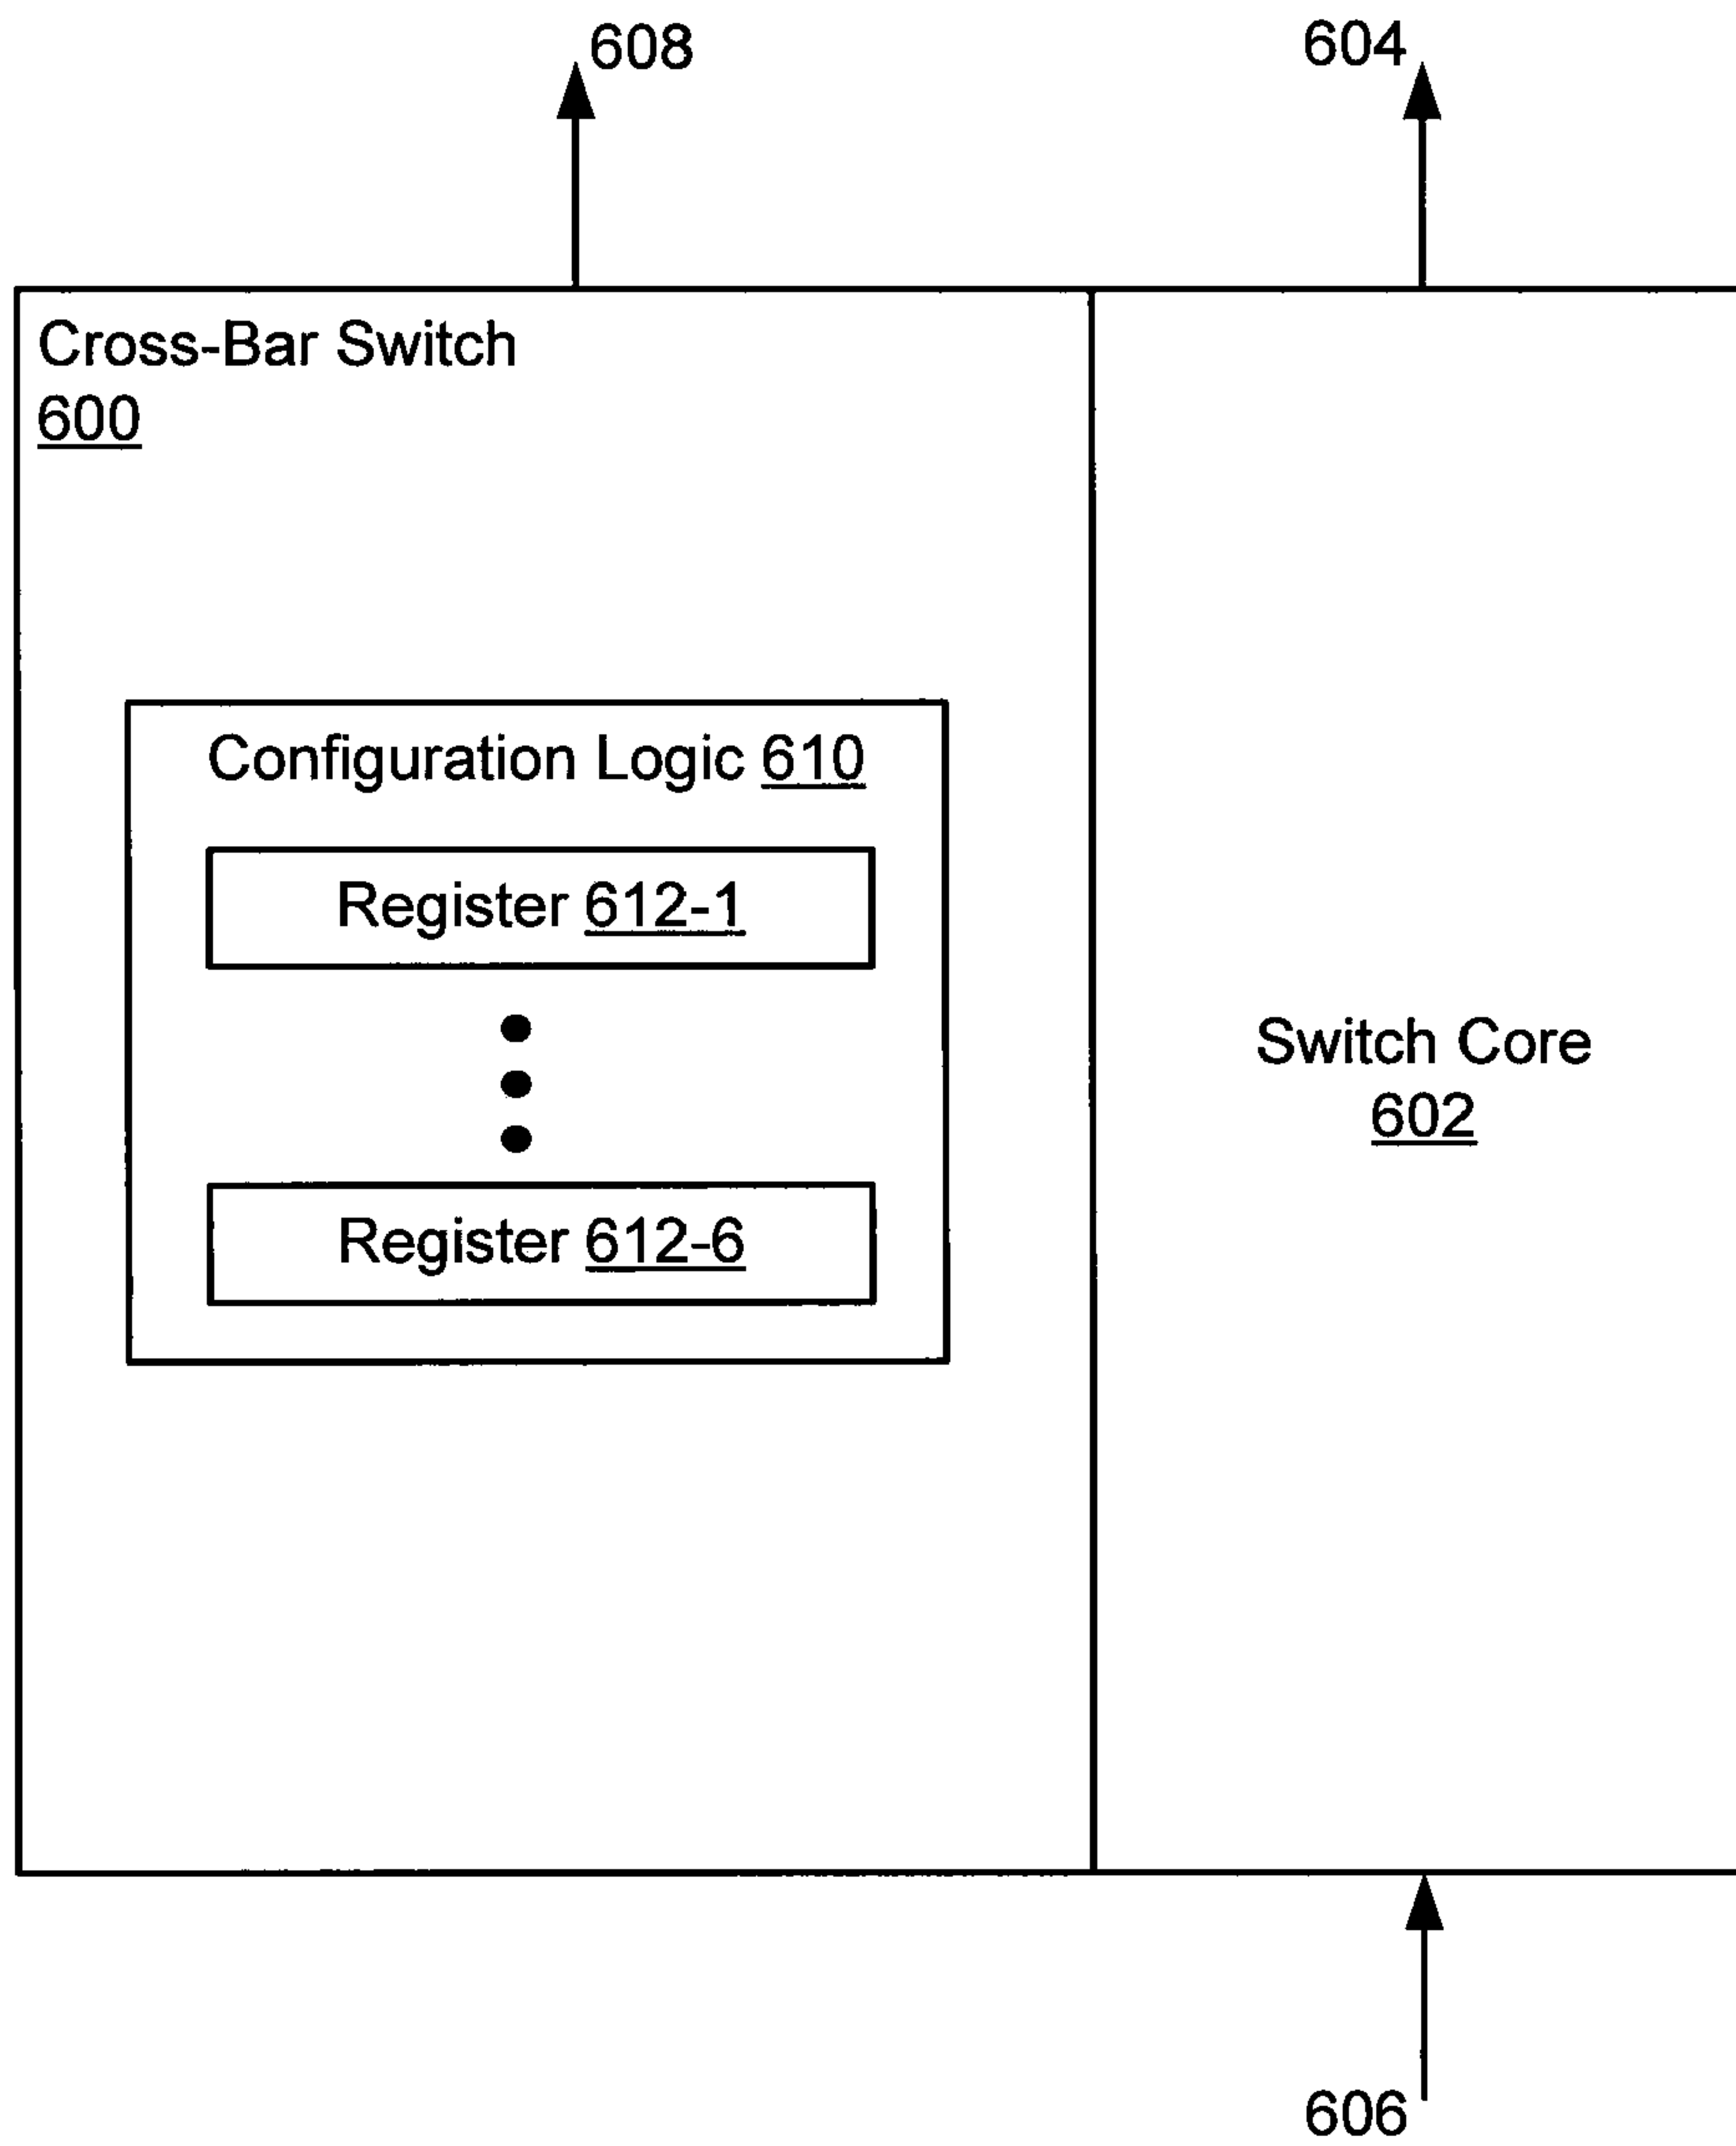 608
604
Cross-Bar Switch
600
Configuration Logic 610
Register 612-1
Register 612-6
Switch Core
602
606